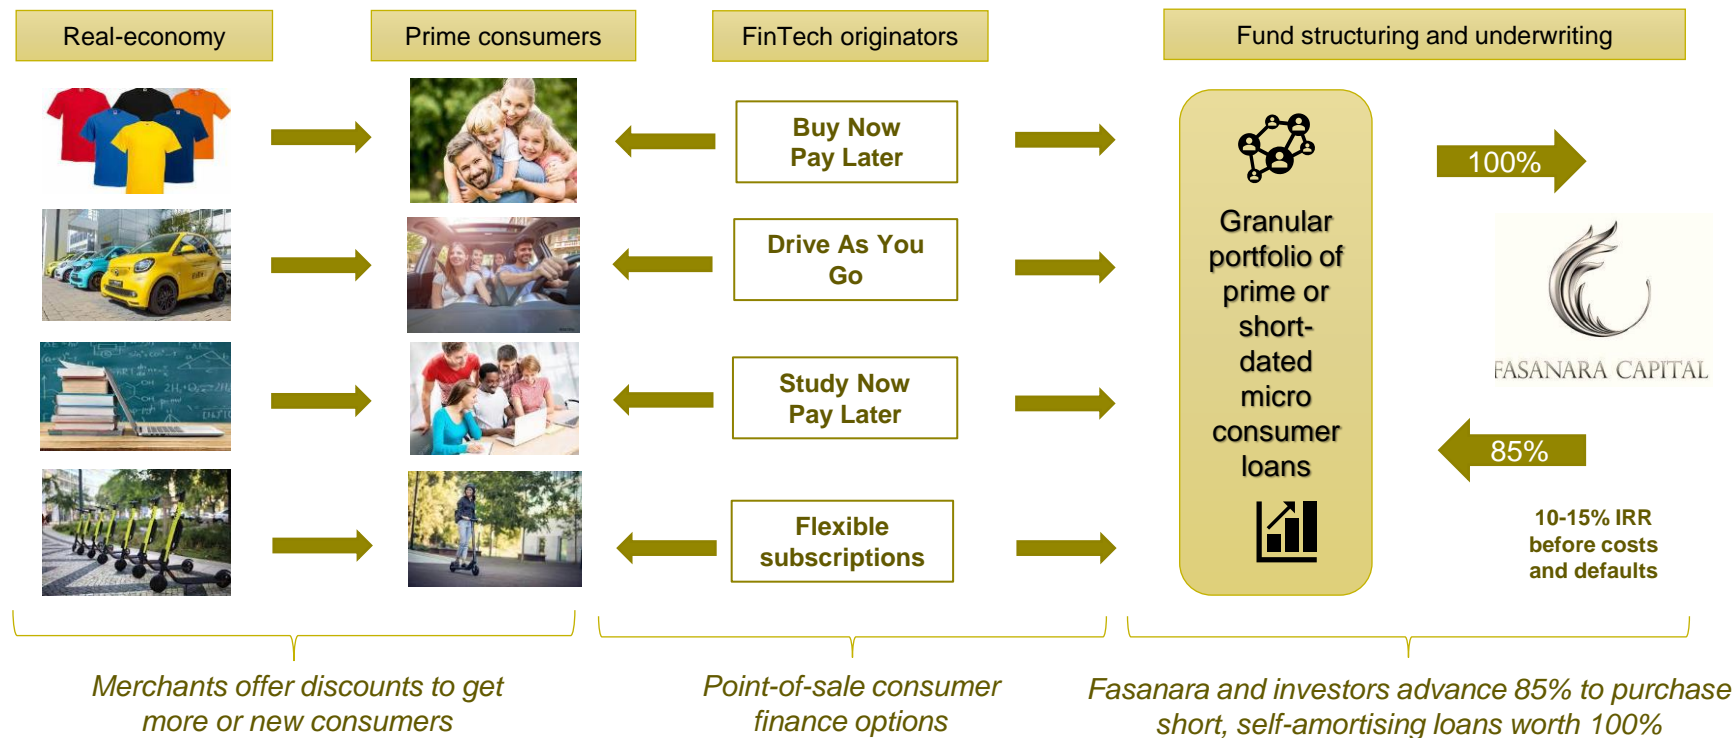 Real-economy
Prime consumers
FinTech originators
Fund structuring and underwriting
Buy Now
Pay Later
Drive As You
Go
Study Now
Pay Later
Flexible
subscriptions
Granular
portfolio of
prime or
short-
dated
micro
consumer
loans
100%
FASANARA CAPITAL
85%
10-15% IRR
before costs
and defaults
Merchants offer discounts to get
more or new consumers
Point-of-sale consumer
finance options
Fasanara and investors advance 85% to purchase
short, self-amortising loans worth 100%